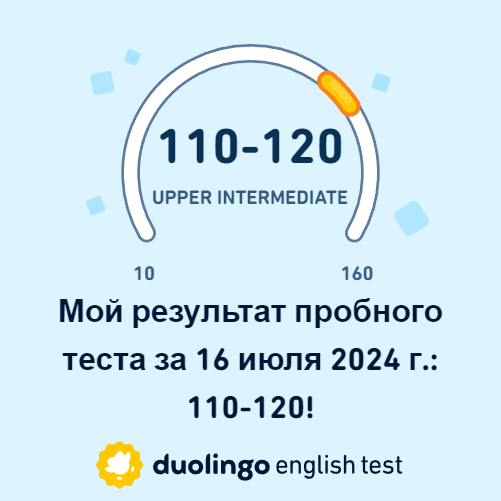 110-120
UPPER INTERMEDIATE
10 160
Мой результат пробного
теста за 16 июля 2024 г.:
110-120!
duolingo english test